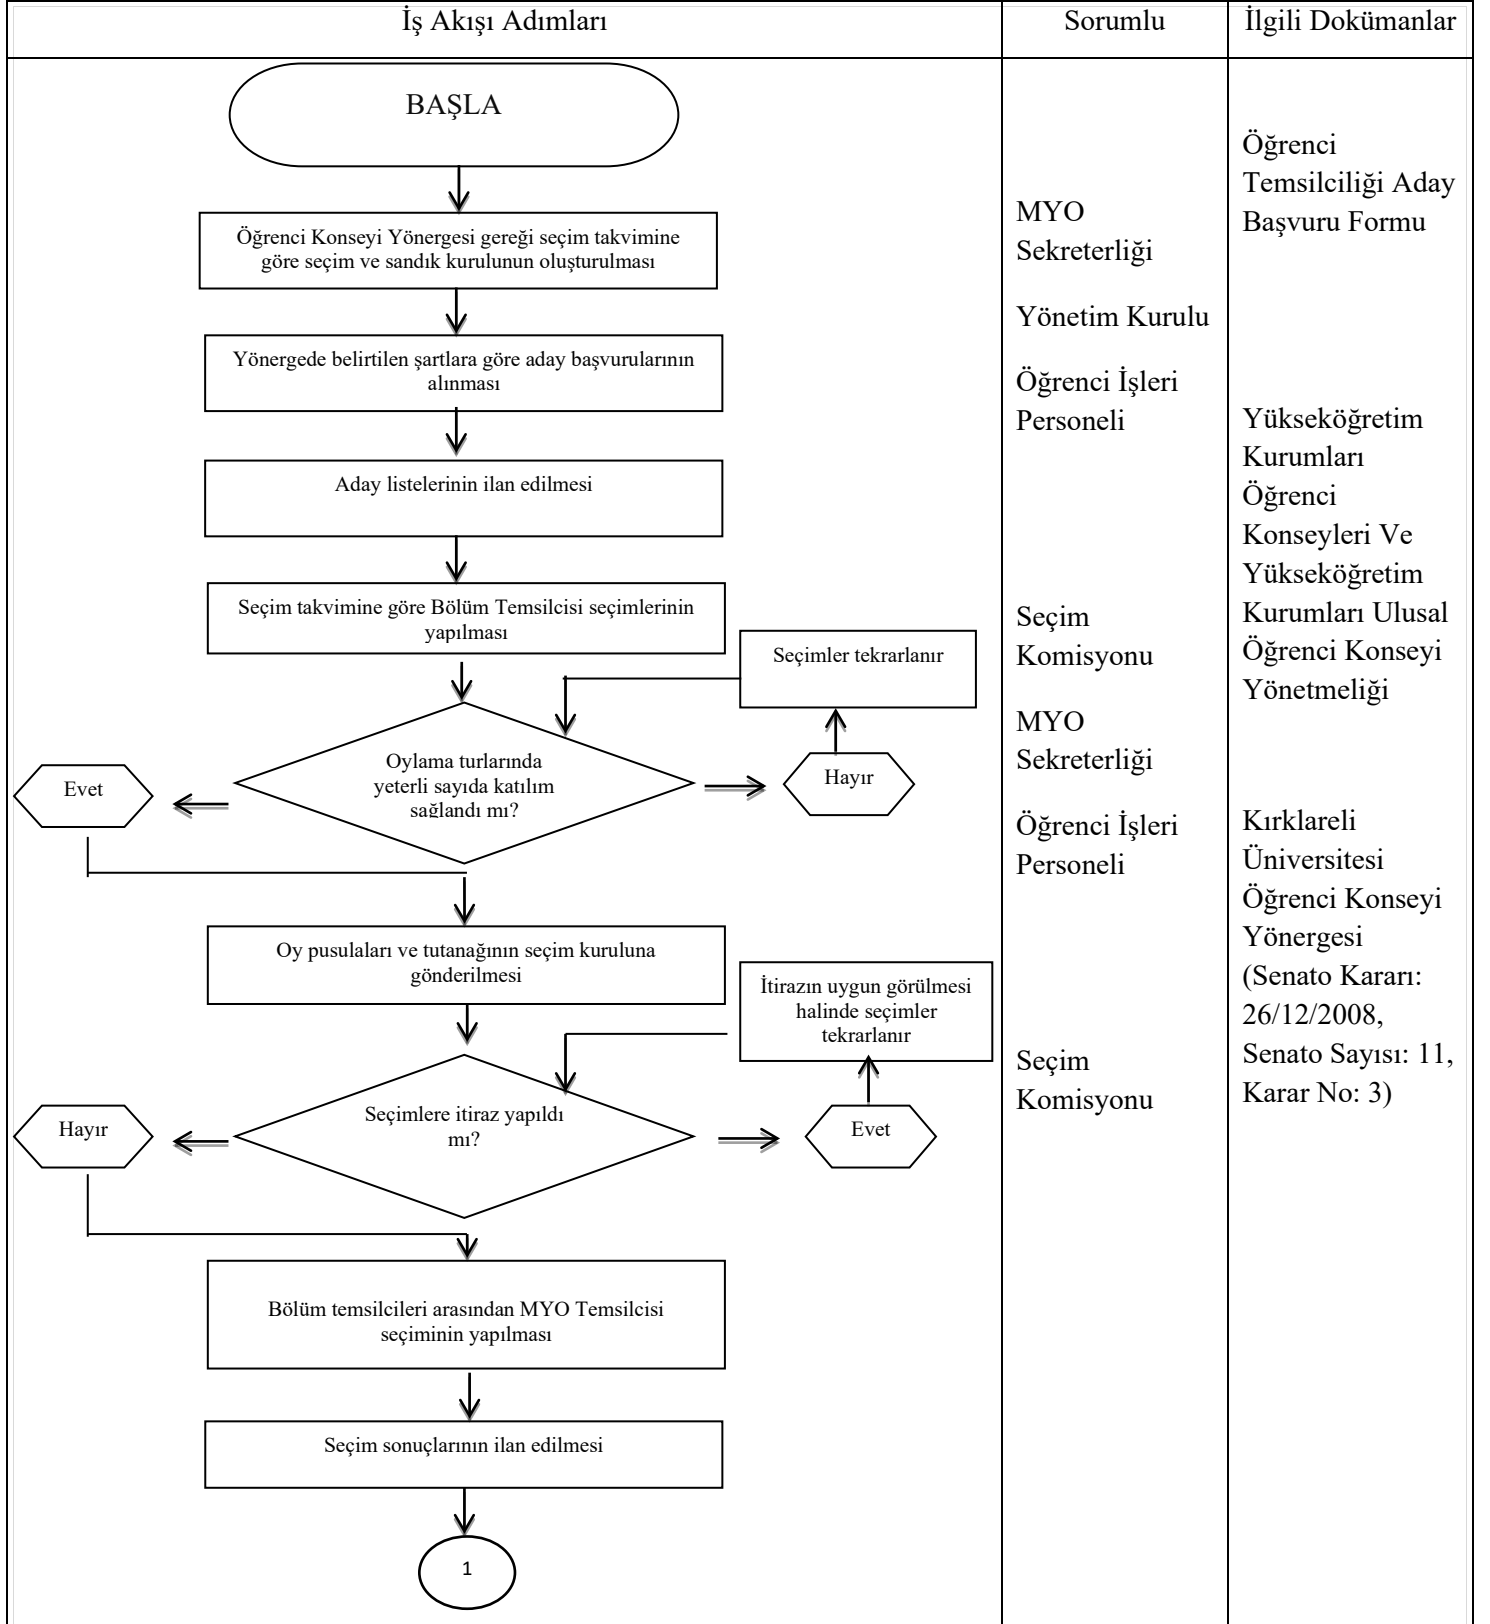 İş Akışı Adımları
Sorumlu
İlgili Dokümanlar
BAŞLA
Öğrenci Konseyi Yönergesi gereği seçim takvimine
göre seçim ve sandık kurulunun oluşturulması
Yönergede belirtilen şartlara göre aday başvurularının
alınması
Aday listelerinin ilan edilmesi
Seçim takvimine göre Bölüm Temsilcisi seçimlerinin
yapılması
Seçimler tekrarlanır
Oylama turlarında
yeterli sayıda katılım
sağlandı mı?
Evet
Hayır
Oy pusulaları ve tutanağının seçim kuruluna
gönderilmesi
İtirazın uygun görülmesi
halinde seçimler
tekrarlanır
Seçimlere itiraz yapıldı
mı?
Hayır
Evet
Bölüm temsilcileri arasından MYO Temsilcisi
seçiminin yapılması
Seçim sonuçlarının ilan edilmesi
1
MYO
Sekreterliği
Yönetim Kurulu
Öğrenci İşleri
Personeli
Seçim
Komisyonu
MYO
Sekreterliği
Öğrenci İşleri
Personeli
Seçim
Komisyonu
Öğrenci
Temsilciliği Aday
Başvuru Formu
Yükseköğretim
Kurumları
Öğrenci
Konseyleri Ve
Yükseköğretim
Kurumları Ulusal
Öğrenci Konseyi
Yönetmeliği
Kırklareli
Üniversitesi
Öğrenci Konseyi
Yönergesi
(Senato Kararı:
26/12/2008,
Senato Sayısı: 11,
Karar No: 3)